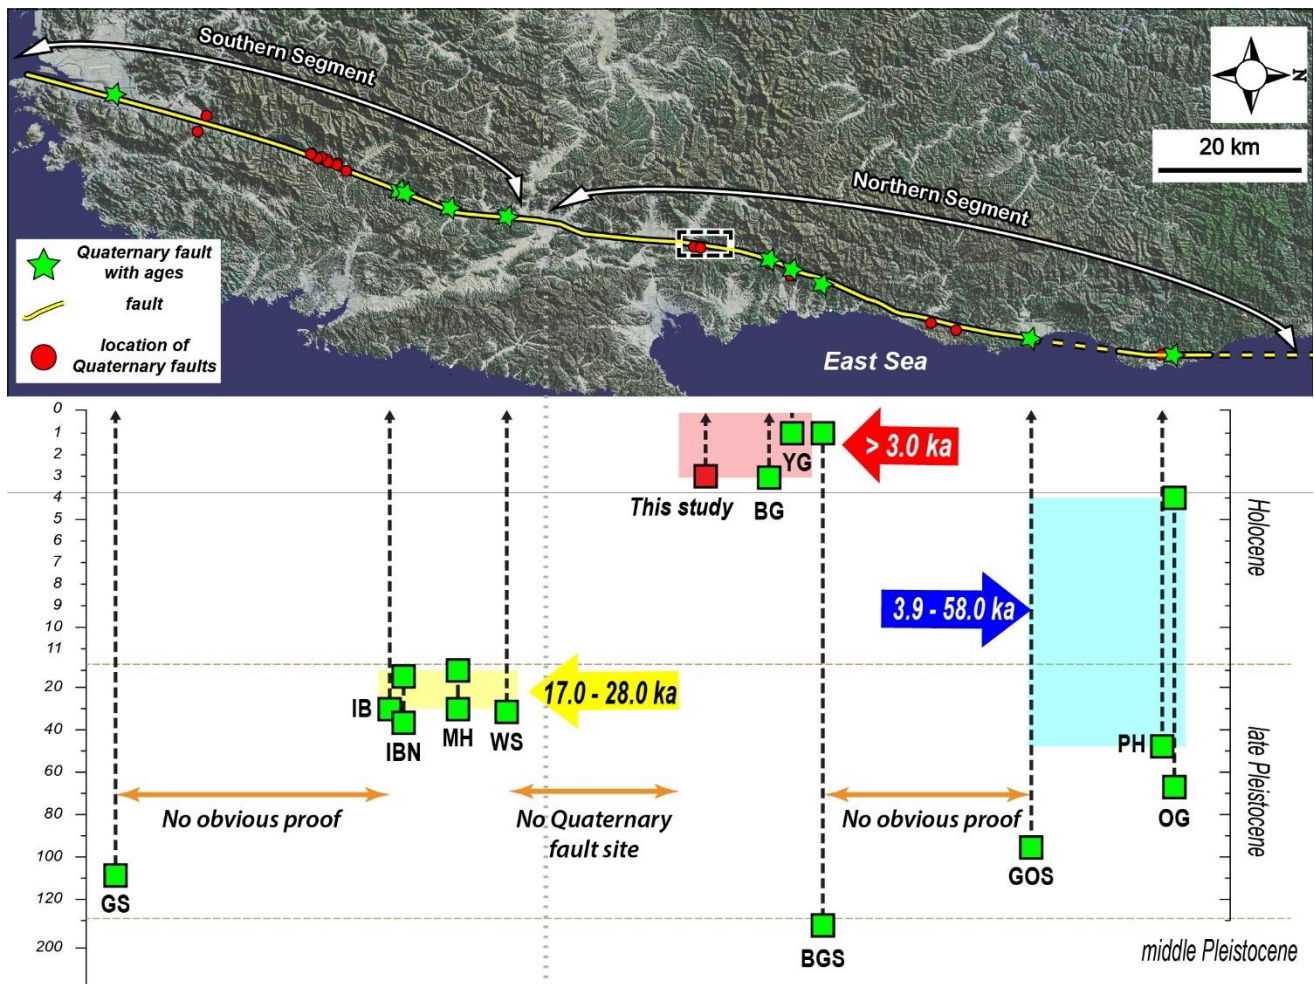 Southern Segment
Northern Segment
N
20 km
Quaternary fault
with ages
fault
location of
Quaternary faults
East Sea
0
1
2
3
4
5
6
7
8
9
10
11
20
40
60
80
100
120
200
> 3.0 ka
YG
This study
BG
3.9 - 58.0 ka
17.0 - 28.0 ka
IB
IBN
MH
WS
PH
OG
No obvious proof
No Quaternary
fault site
No obvious proof
GS
GOS
BGS
Holocene
late Pleistocene
middle Pleistocene